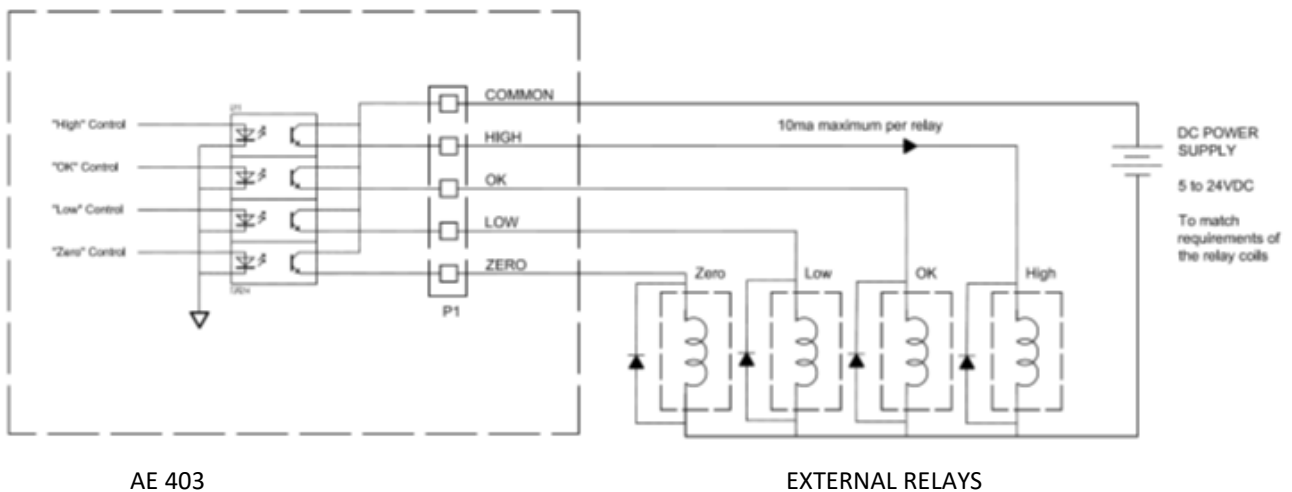 COMMON
"High" Control
HIGH
10ma maximum per relay
DC POWER
SUPPLY
"OK" Control
OK
5 to 24VDC
"Low" Control
LOW
To match
requirements of
the relay coils
"Zero" Control
ZERO
Zero
Low
OK
High
P1
AE 403
EXTERNAL RELAYS